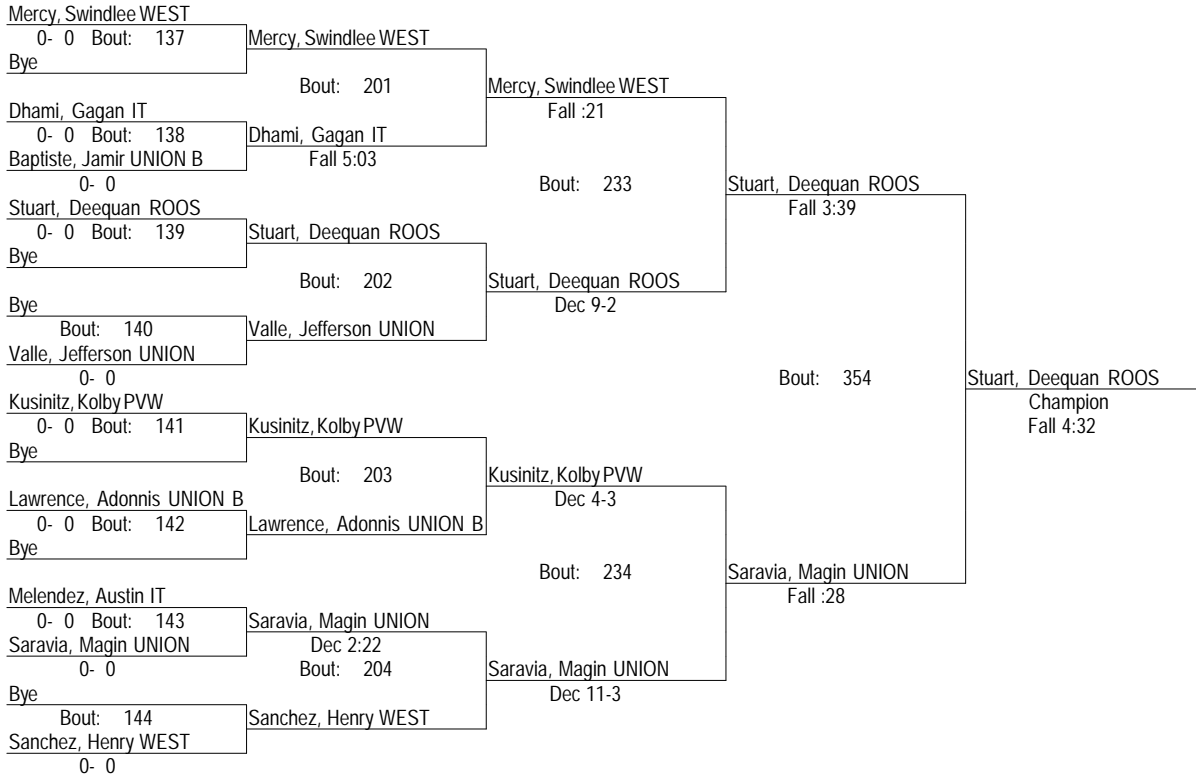 Mercy, Swindlee WEST
0- 0 Bout: 137
Bye
Mercy, Swindlee WEST
Bout: 201
Dhami, Gagan IT
0- 0 Bout: 138
Baptiste, Jamir UNION B
0- 0
Dhami, Gagan IT
Fall 5:03
Mercy, Swindlee WEST
Fall :21
Bout: 233
Stuart, Deequan ROOS
0- 0 Bout: 139
Bye
Stuart, Deequan ROOS
Bout: 202
Bye
Bout: 140
Valle, Jefferson UNION
0- 0
Valle, Jefferson UNION
Stuart, Deequan ROOS
Dec 9-2
Stuart, Deequan ROOS
Fall 3:39
Bout: 354
Kusinitz, Kolby PVW
0- 0 Bout: 141
Bye
Kusinitz, Kolby PVW
Bout: 203
Lawrence, Adonnis UNION B
0- 0 Bout: 142
Bye
Lawrence, Adonnis UNION B
Kusinitz, Kolby PVW
Dec 4-3
Bout: 234
Melendez, Austin IT
0- 0 Bout: 143
Saravia, Magin UNION
0- 0
Saravia, Magin UNION
Dec 2:22
Bout: 204
Bye
Bout: 144
Sanchez, Henry WEST
0- 0
Sanchez, Henry WEST
Saravia, Magin UNION
Dec 11-3
Saravia, Magin UNION
Fall :28
Stuart, Deequan ROOS
Champion
Fall 4:32